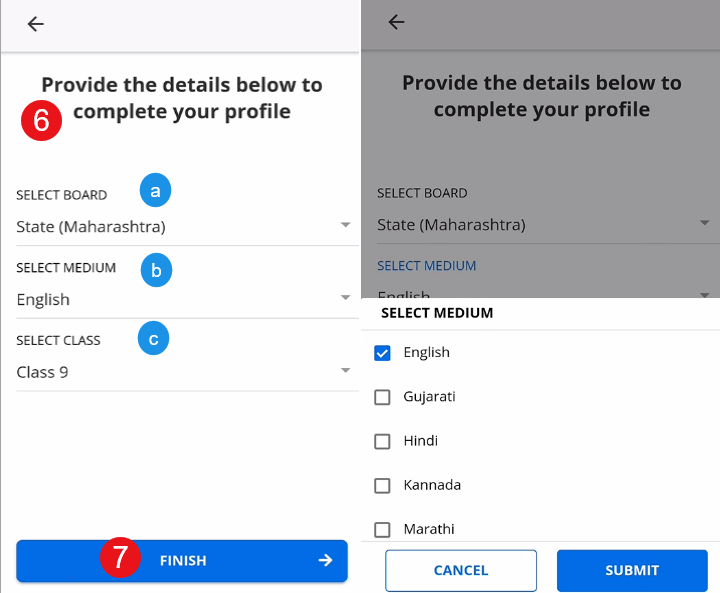 Provide the details below to
complete your profile
6
SELECT BOARD a
State (Maharashtra)
SELECT MEDIUM b
English
SELECT CLASS c
Class 9
7 FINISH
Provide the details below to
complete your profile
SELECT BOARD
State (Maharashtra)
SELECT MEDIUM
English
SELECT MEDIUM
English
Gujarati
Hindi
Kannada
Marathi
CANCEL SUBMIT